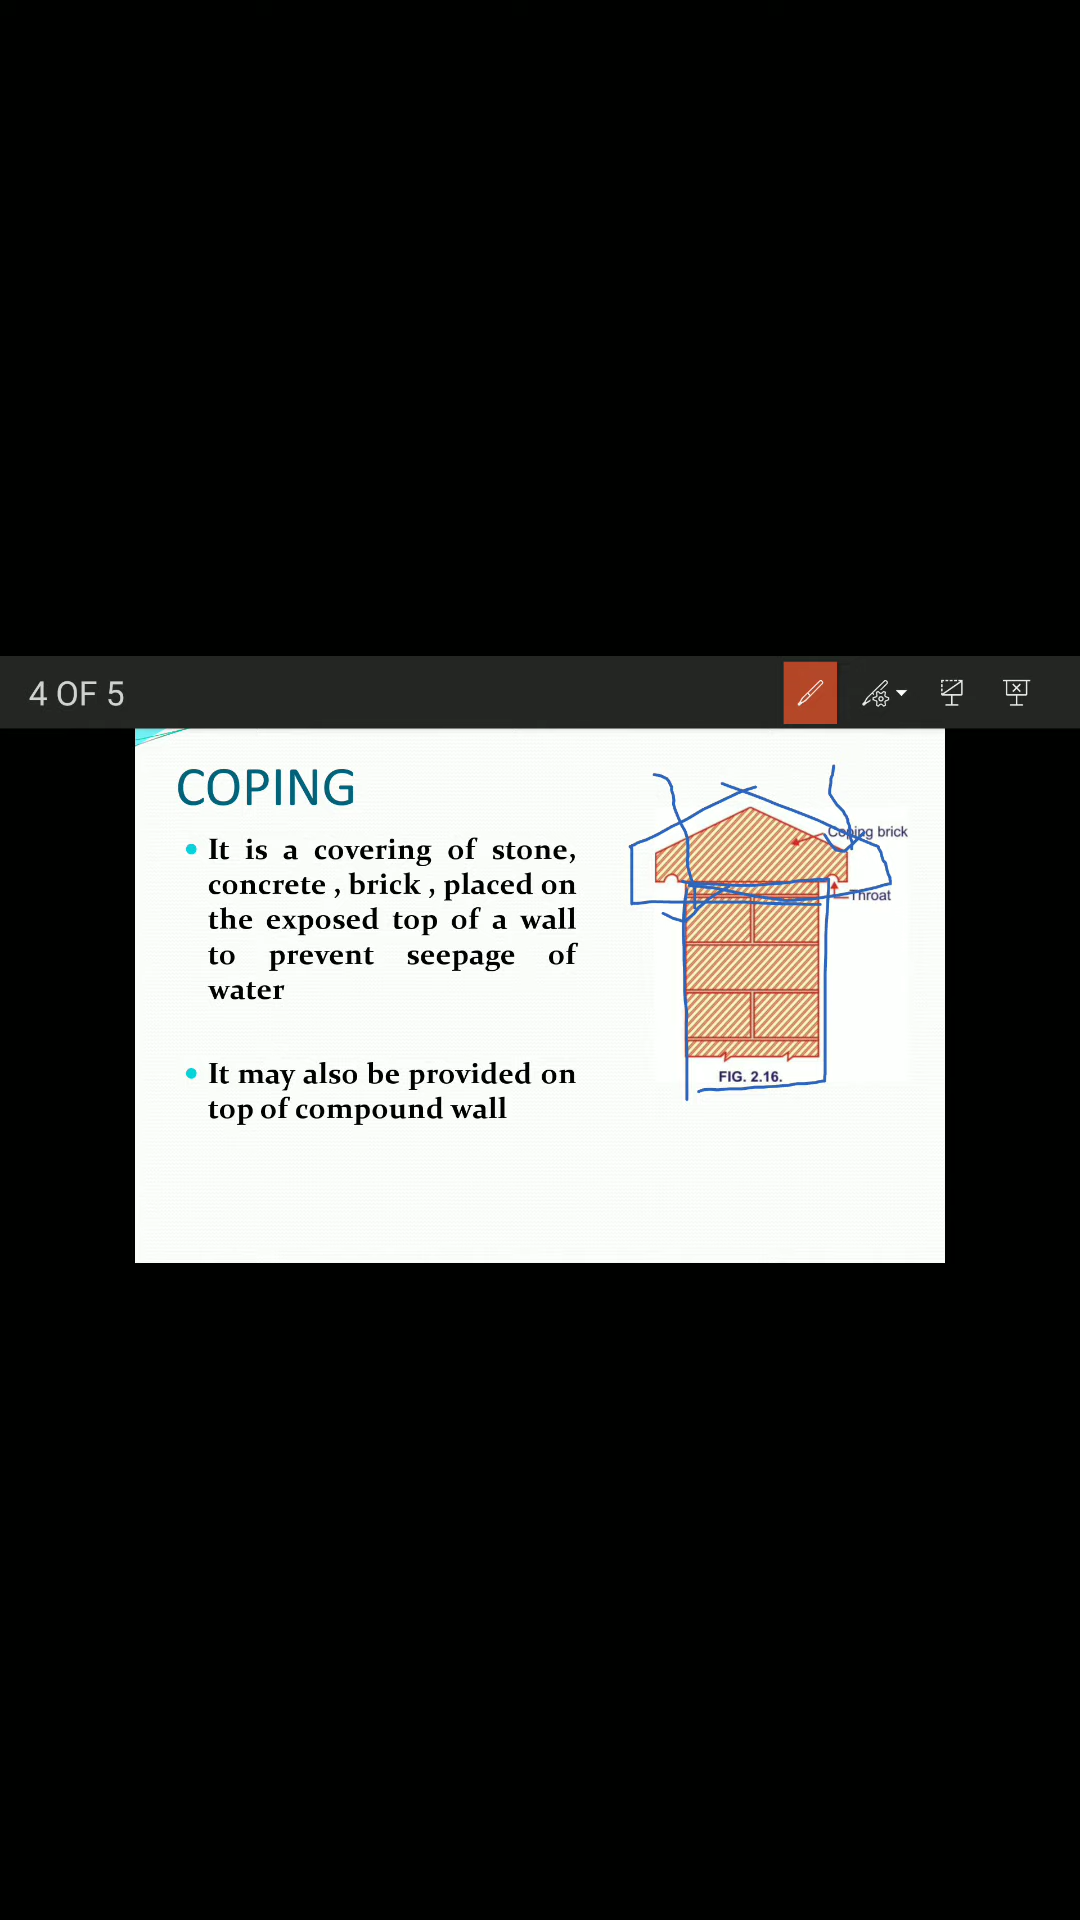 4 OF 5
COPING
It is a covering of stone,
concrete , brick , placed on
the exposed top of a wall
to prevent seepage of
water
It may also be provided on
top of compound wall
Coping brick
Throat
FIG. 2.16.